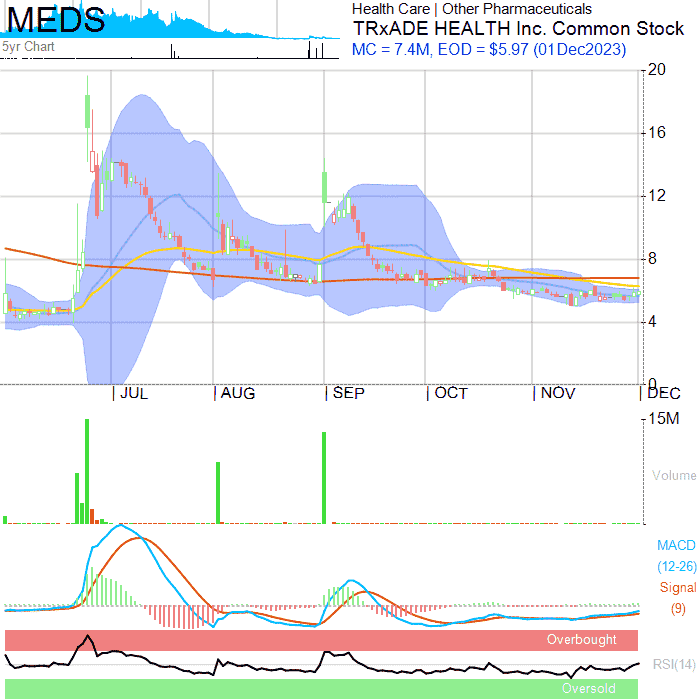 MEDS
5yr Chart
Health Care | Other Pharmaceuticals
TRxADE HEALTH Inc. Common Stock
MC = 7.4M, EOD = $5.97 (01Dec2023)
20
16
12
8
4
0
JUL
AUG
SEP
OCT
NOV
DEC
15M
Volume
MACD
(12-26)
Signal
(9)
Overbought
RSI(14)
Oversold